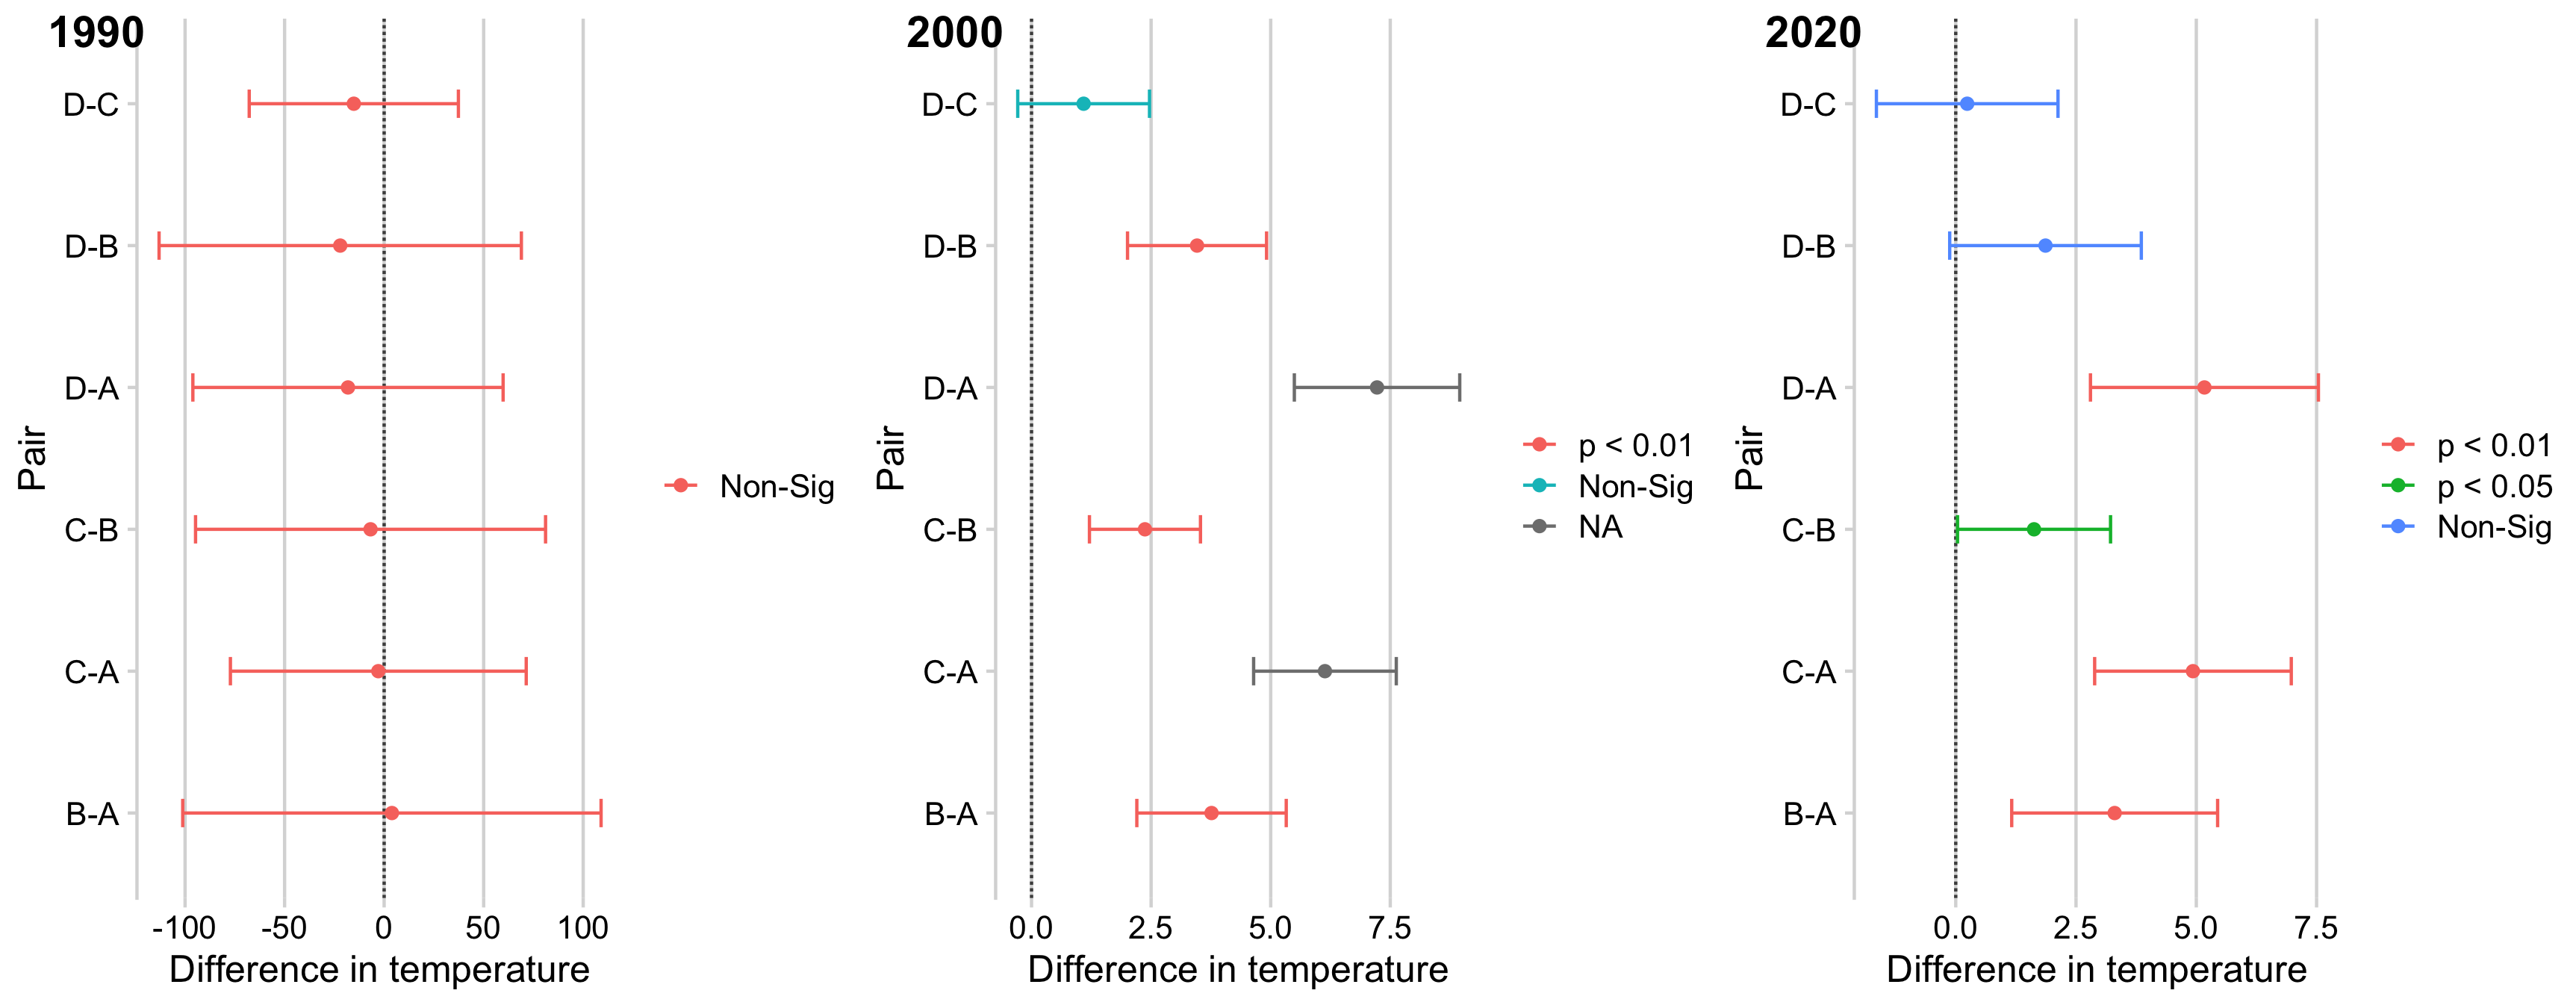 1990
D-C
D-B
D-A
C-B
C-A
B-A
Pair
-100 -50 0 50 100
Difference in temperature
Non-Sig
2000
D-C
D-B
D-A
C-B
C-A
B-A
Pair
0.0 2.5 5.0 7.5
Difference in temperature
p < 0.01
Non-Sig
NA
2020
D-C
D-B
D-A
C-B
C-A
B-A
Pair
0.0 2.5 5.0 7.5
Difference in temperature
p < 0.01
p < 0.05
Non-Sig